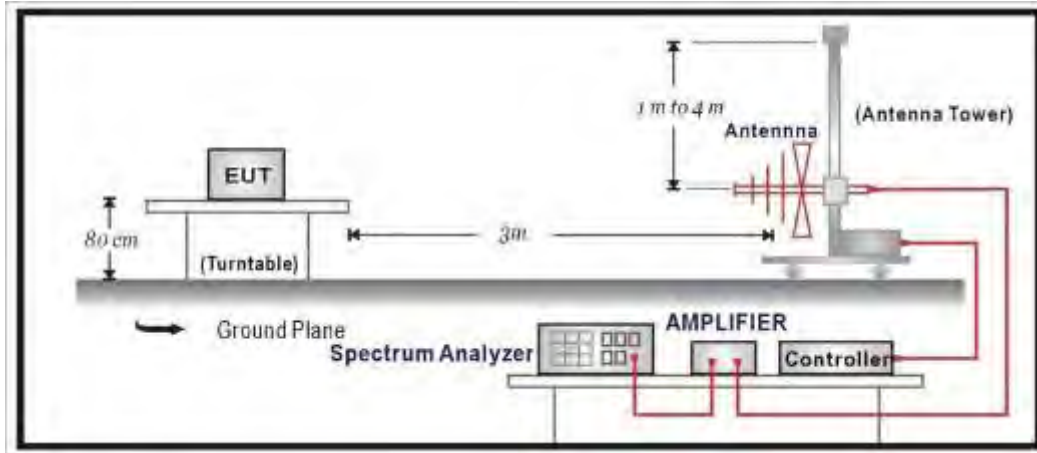 1 m to 4 m
(Antenna Tower)
Antennna
EUT
80 cm
3m
(Turntable)
Ground Plane
AMPLIFIER
Spectrum Analyzer
Controller